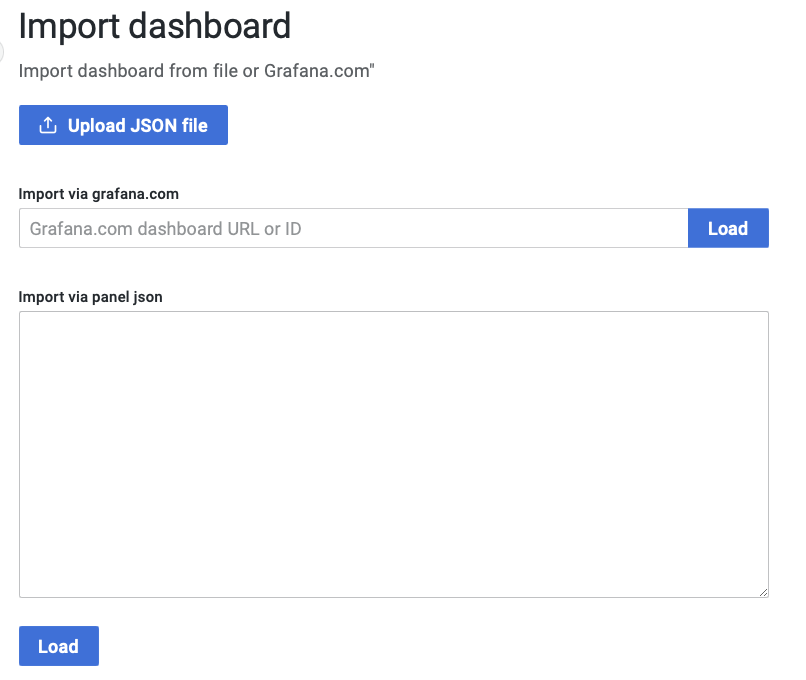 Import dashboard
Import dashboard from file or Grafana.com"
Upload JSON file
Import via grafana.com
Grafana.com dashboard URL or ID
Load
Import via panel json
Load